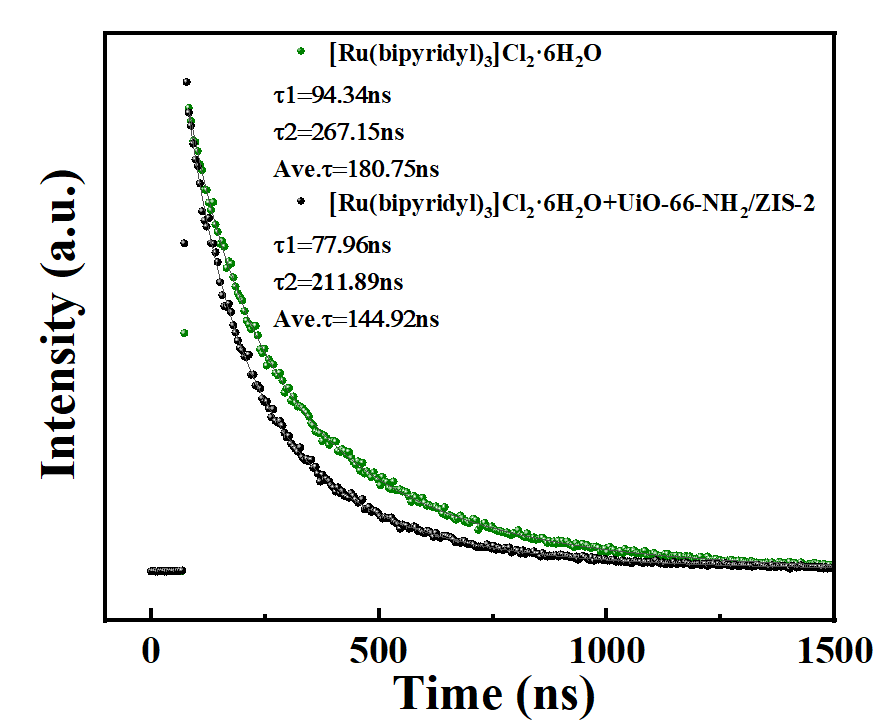 [Ru(bipyridyl)₃]Cl₂·6H₂O
τ1=94.34ns
τ2=267.15ns
Ave.τ=180.75ns
[Ru(bipyridyl)₃]Cl₂·6H₂O+UiO-66-NH₂/ZIS-2
τ1=77.96ns
τ2=211.89ns
Ave.τ=144.92ns
Intensity (a.u.)
0 500 1000 1500
Time (ns)